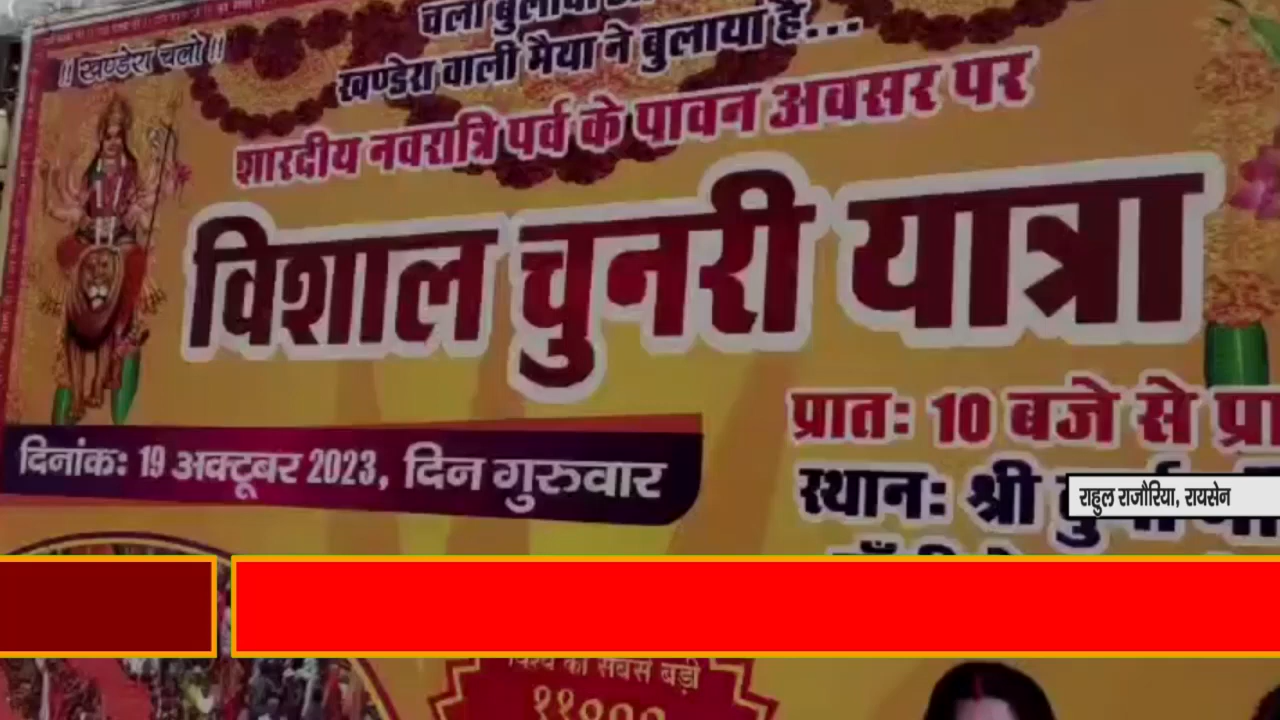 !! खण्डेरा चलो !!
चलो बुलावा
खण्डेरा वाली मैया ने बुलाया है...
शारदीय नवरात्रि पर्व के पावन अवसर पर
विशाल चुनरी यात्रा
दिनांक: 19 अक्टूबर 2023, दिन गुरुवार
प्रात: 10 बजे से
स्थान: श्री
राहुल राजौरिया, रायसेन
विश्व की सबसे बड़ी
११०००